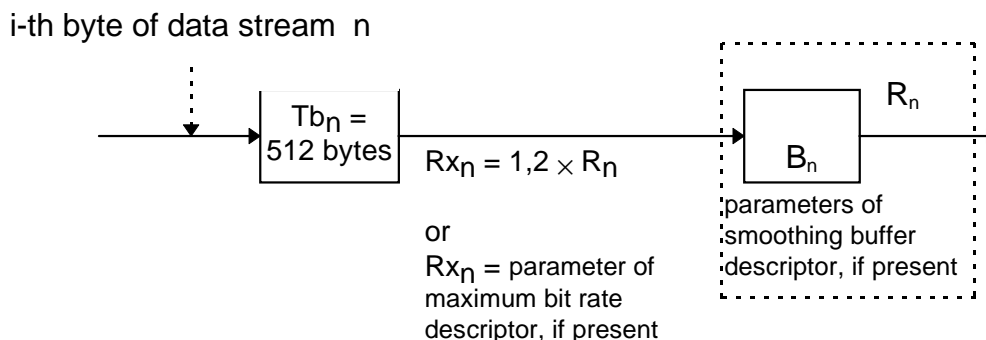 i-th byte of data stream n
Tbn =
512 bytes
Rxn = 1,2 × Rn
or
Rxn = parameter of
maximum bit rate
descriptor, if present
Bn
Rn
parameters of
smoothing buffer
descriptor, if present